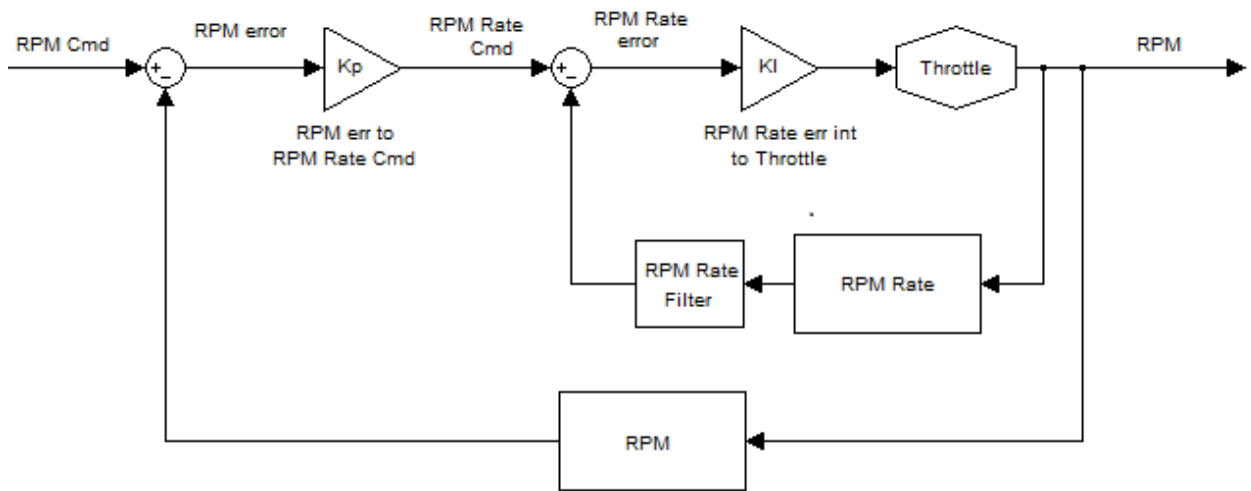 RPM Cmd
RPM error
RPM Rate
Cmd
RPM Rate
error
RPM
+
−
Kp
+
−
KI
Throttle
RPM err to
RPM Rate Cmd
RPM Rate err int
to Throttle
RPM Rate
Filter
RPM Rate
RPM